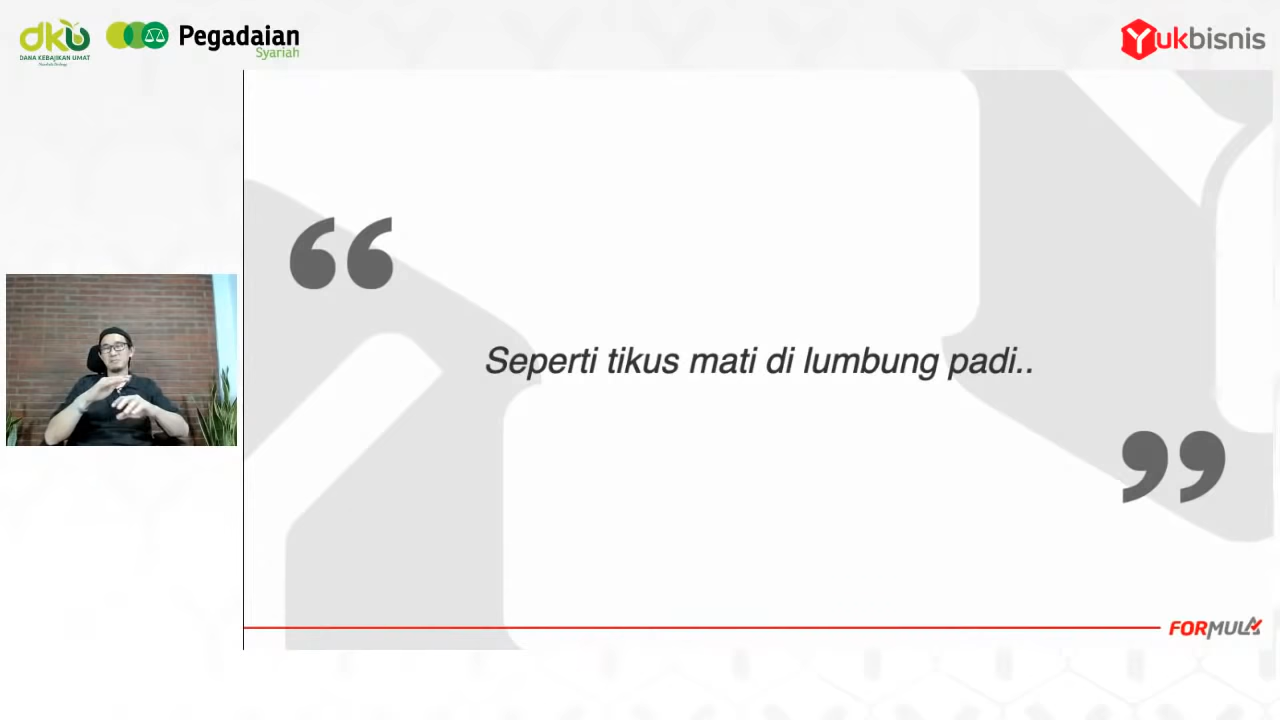 dku
DANA KEBAJIKAN UMAT
Pegadaian
Syariah
Yukbisnis
“
Seperti tikus mati di lumbung padi..
”
FORMULA